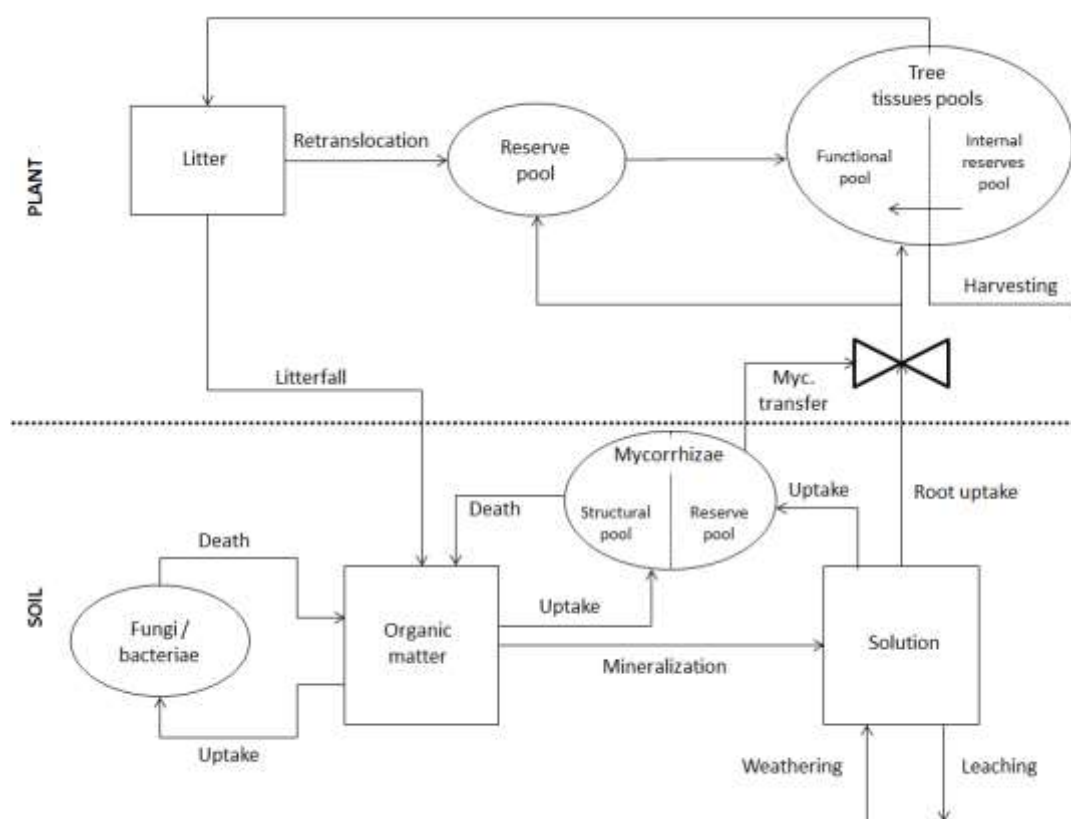 PLANT
Tree
tissues pools
Litter
Retranslocation
Reserve
pool
Functional
pool
Internal
reserves
pool
Harvesting
Litterfall
Myc.
transfer
SOIL
Mycorrhizae
Structural
pool
Reserve
pool
Death
Uptake
Root uptake
Death
Fungi /
bacteriae
Organic
matter
Uptake
Mineralization
Solution
Uptake
Weathering
Leaching